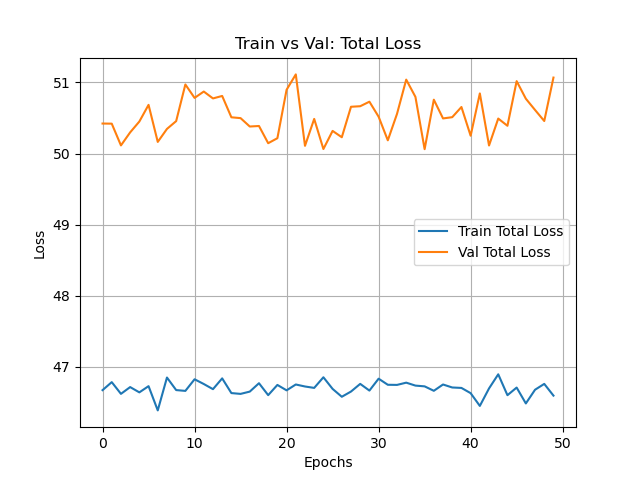 Train vs Val: Total Loss
51
50
49
48
47
Loss
Train Total Loss
Val Total Loss
0 10 20 30 40 50
Epochs